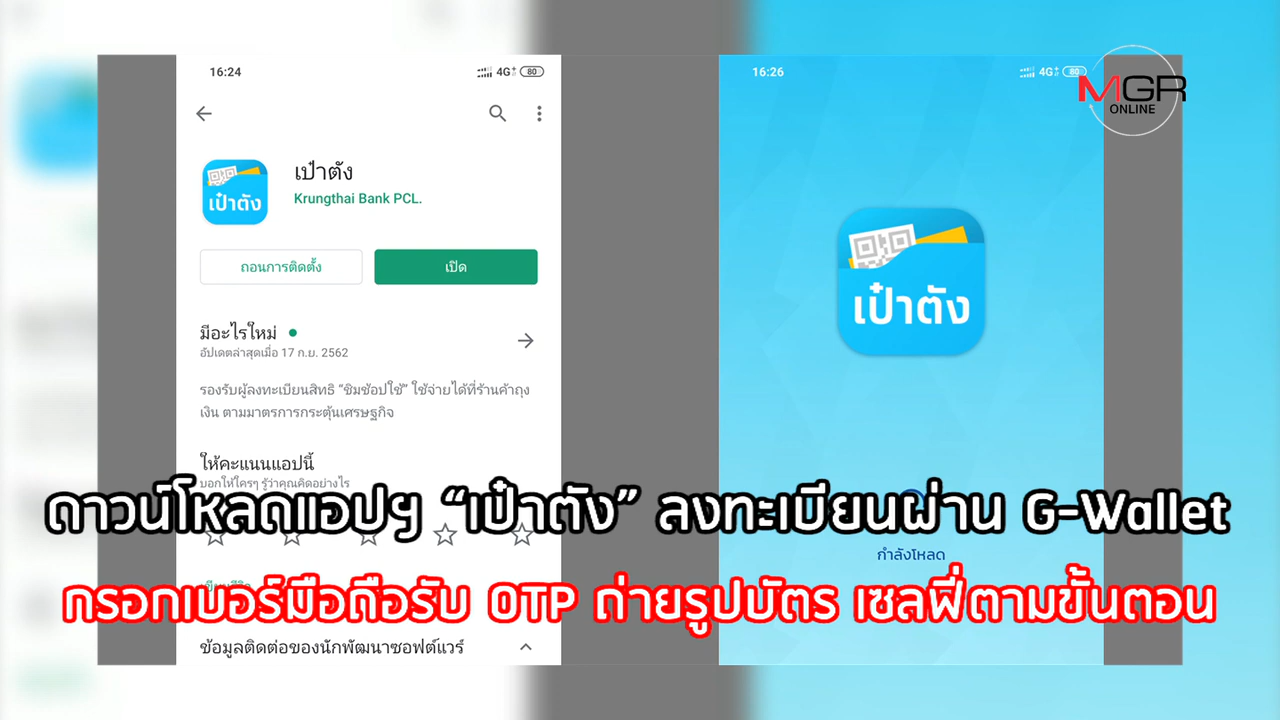 16:24
4G+
80
เป๋าตัง
เป๋าตัง
Krungthai Bank PCL.
ถอนการติดตั้ง
เปิด
มีอะไรใหม่
อัปเดตล่าสุดเมื่อ 17 ก.ย. 2562
รองรับผู้ลงทะเบียนสิทธิ "ชิมช้อปใช้" ใช้จ่ายได้ที่ร้านค้าถุง
เงิน ตามมาตรการกระตุ้นเศรษฐกิจ
ให้คะแนนแอปนี้
บอกให้ใครๆ รู้ว่าคุณคิดอย่างไร
16:26
4G+
80
MGR
ONLINE
เป๋าตัง
ดาวน์โหลดแอปฯ “เป๋าตัง” ลงทะเบียนผ่าน G-Wallet
กำลังโหลด
กรอกเบอร์มือถือรับ OTP ถ่ายรูปบัตร เซลฟี่ตามขั้นตอน
ข้อมูลติดต่อของนักพัฒนาซอฟต์แวร์